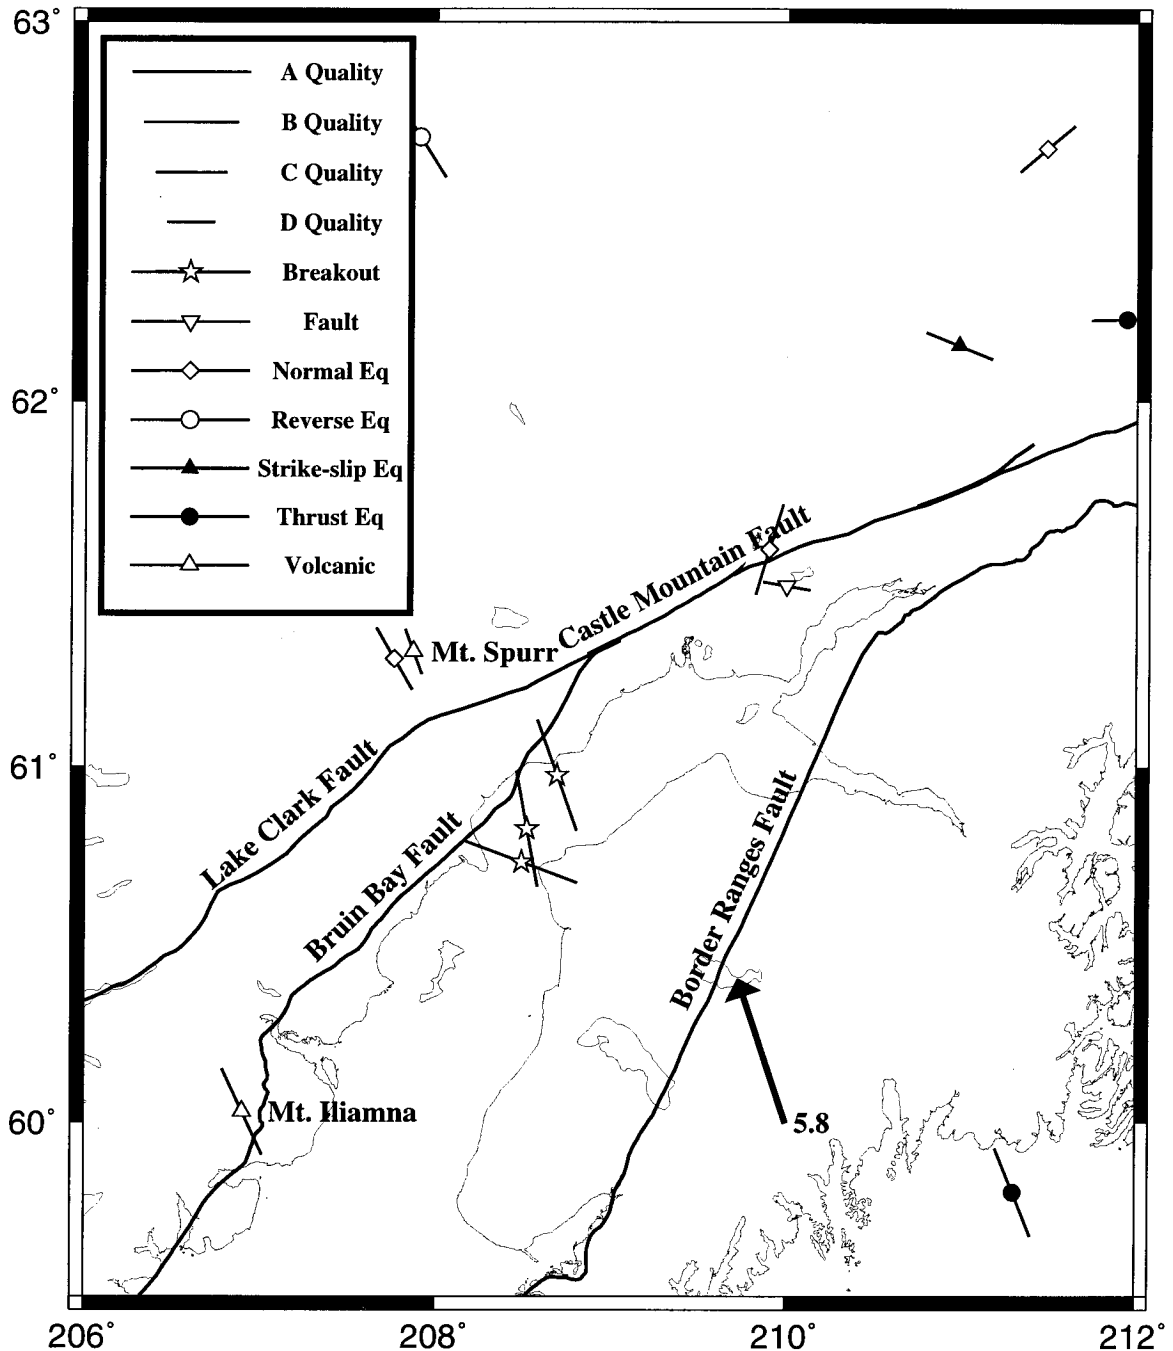 63°
A Quality
B Quality
C Quality
D Quality
Breakout
Fault
Normal Eq
Reverse Eq
Strike-slip Eq
Thrust Eq
Volcanic
62°
Castle Mountain Fault
Mt. Spurr
61°
Lake Clark Fault
Bruin Bay Fault
Border Ranges Fault
60°
Mt. Iliamna
5.8
206°
208°
210°
212°